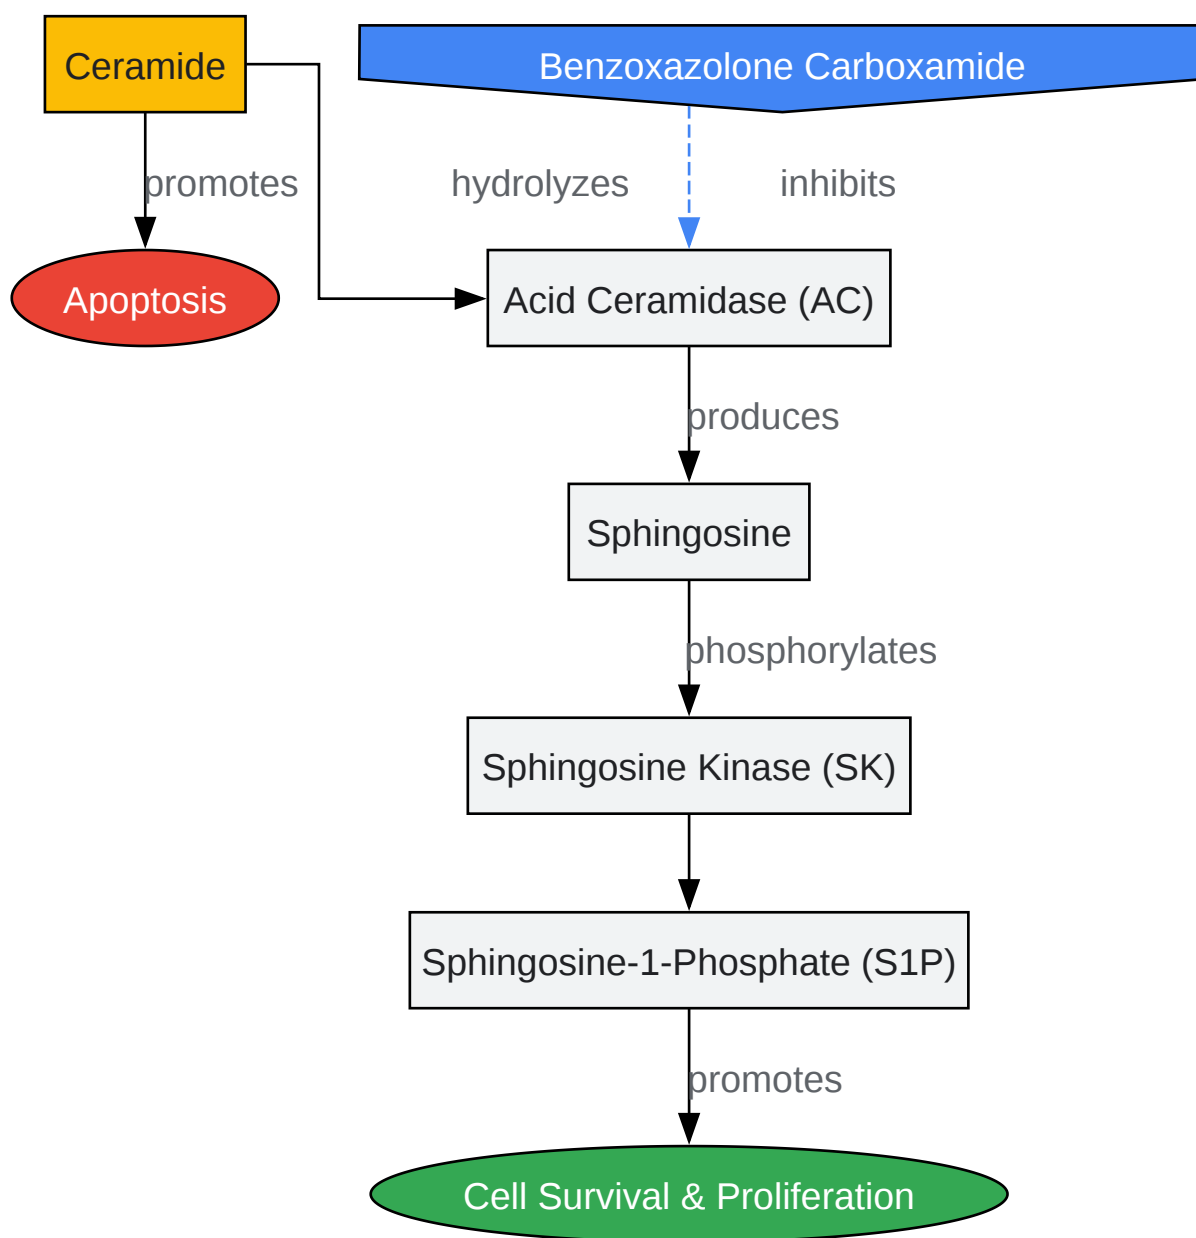 Ceramide
Benzoxazolone Carboxamide
promotes
hydrolyzes
inhibits
Apoptosis
Acid Ceramidase (AC)
produces
Sphingosine
phosphorylates
Sphingosine Kinase (SK)
Sphingosine-1-Phosphate (S1P)
promotes
Cell Survival & Proliferation